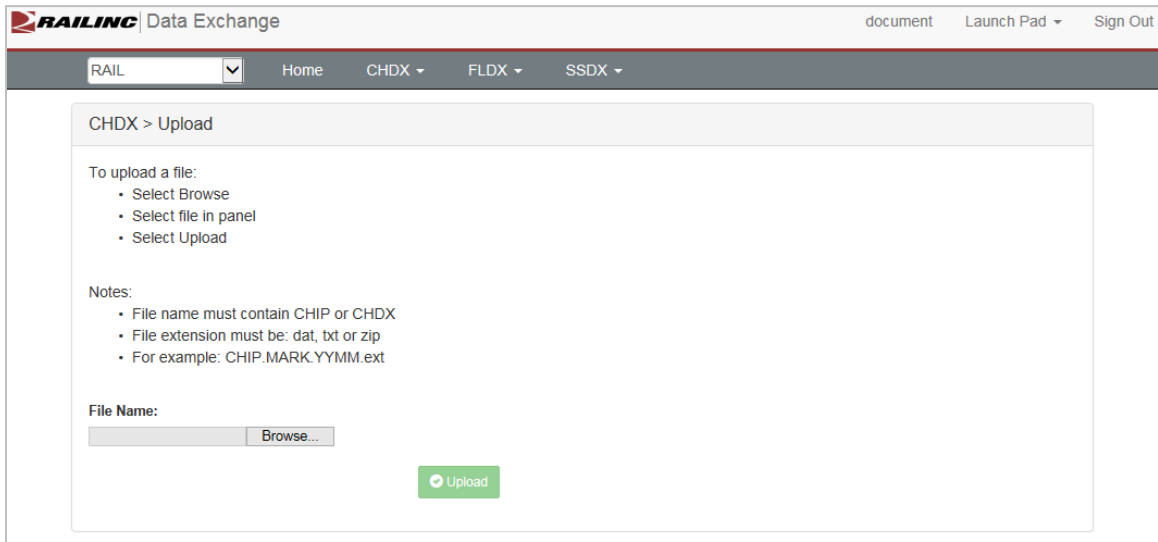 RAILINC Data Exchange document Launch Pad Sign Out
RAIL Home CHDX FLDX SSDX
CHDX > Upload
To upload a file:
• Select Browse
• Select file in panel
• Select Upload
Notes:
• File name must contain CHIP or CHDX
• File extension must be: dat, txt or zip
• For example: CHIP.MARK.YYMM.ext
File Name:
Browse...
Upload